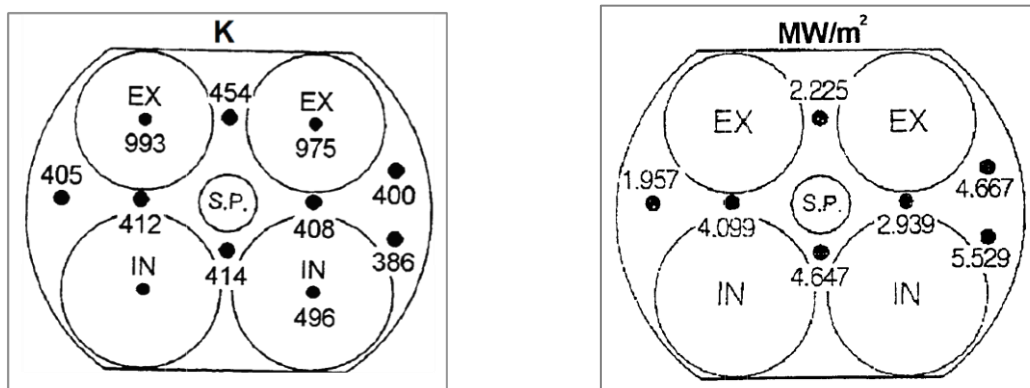 K
EX
993
454
EX
975
405
400
S.P.
412
408
386
414
IN
IN
496
MW/m²
2.225
EX
EX
1.957
4.667
S.P.
4.099
2.939
5.529
4.647
IN
IN